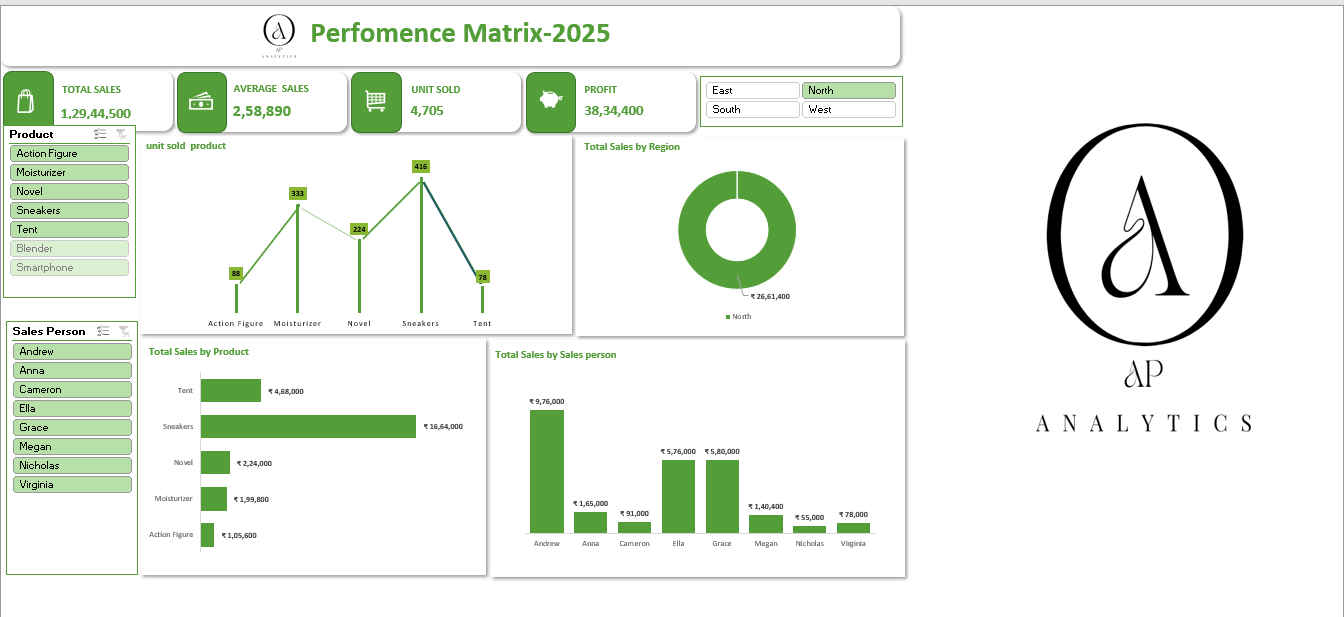 AP
ANALYTICS
Perfomence Matrix-2025
TOTAL SALES
1,29,44,500
AVERAGE SALES
2,58,890
UNIT SOLD
4,705
PROFIT
38,34,400
East
North
South
West
Product
Action Figure
Moisturizer
Novel
Sneakers
Tent
Blender
Smartphone
unit sold product
88
333
224
416
78
Action Figure
Moisturizer
Novel
Sneakers
Tent
Total Sales by Region
₹ 26,61,400
North
Sales Person
Andrew
Anna
Cameron
Ella
Grace
Megan
Nicholas
Virginia
Total Sales by Product
Tent
₹ 4,68,000
Sneakers
₹ 16,64,000
Novel
₹ 2,24,000
Moisturizer
₹ 1,99,800
Action Figure
₹ 1,05,600
Total Sales by Sales person
₹ 9,76,000
₹ 1,65,000
₹ 91,000
₹ 5,76,000
₹ 5,80,000
₹ 1,40,400
₹ 55,000
₹ 78,000
Andrew
Anna
Cameron
Ella
Grace
Megan
Nicholas
Virginia
A
AP
ANALYTICS